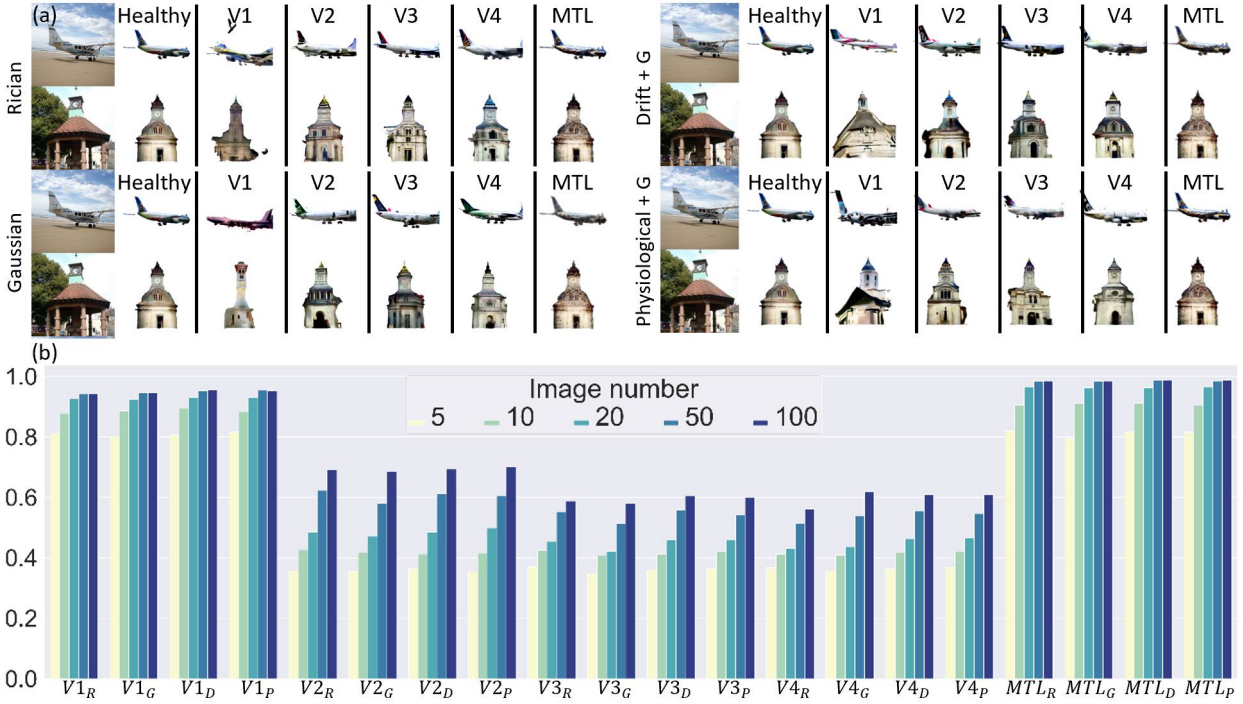 (a)
Healthy V1 V2 V3 V4 MTL
Rician
Healthy V1 V2 V3 V4 MTL
Drift + G
Healthy V1 V2 V3 V4 MTL
Gaussian
Healthy V1 V2 V3 V4 MTL
Physiological + G
(b)
Image number
5 10 20 50 100
1.0
0.8
0.6
0.4
0.2
0.0
V1R V1G V1D V1P V2R V2G V2D V2P V3R V3G V3D V3P V4R V4G V4D V4P MTLR MTLG MTLD MTLP